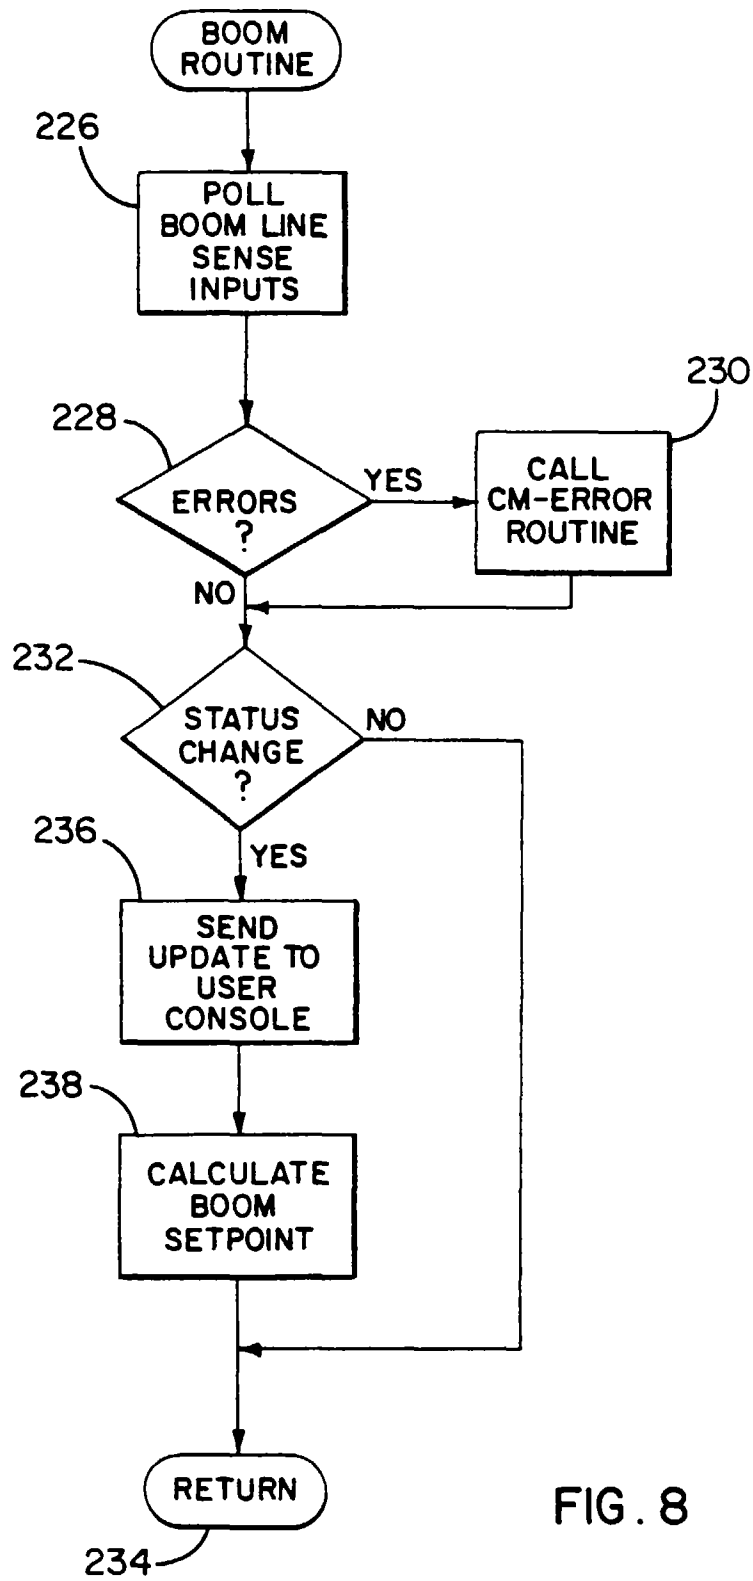 BOOM
ROUTINE
226
POLL
BOOM LINE
SENSE
INPUTS
228
ERRORS
?
YES
230
CALL
CM-ERROR
ROUTINE
NO
232
STATUS
CHANGE
?
NO
YES
236
SEND
UPDATE TO
USER
CONSOLE
238
CALCULATE
BOOM
SETPOINT
RETURN
234
FIG. 8